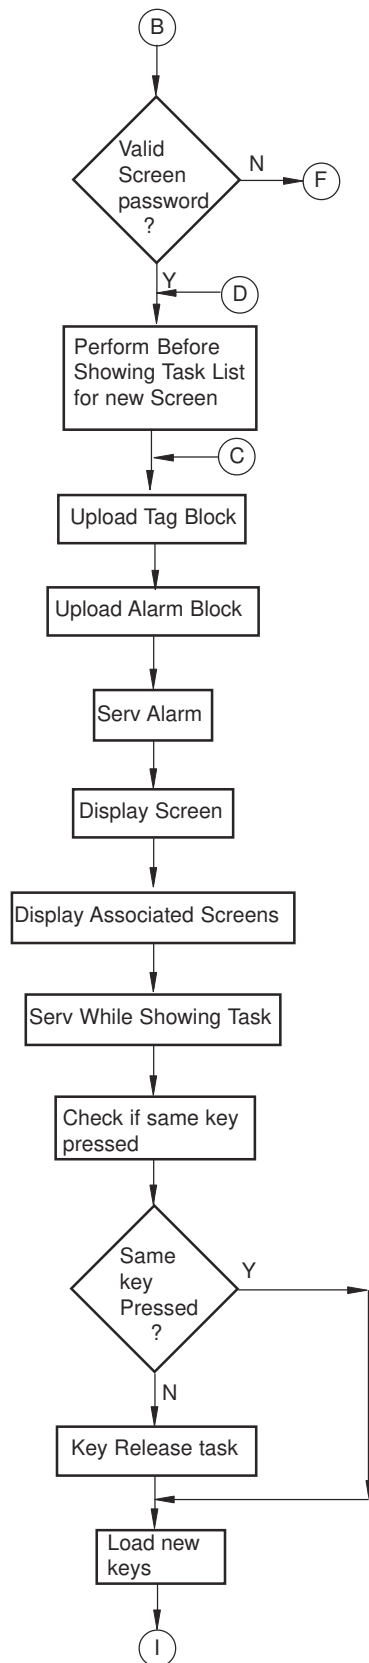 B
Valid
Screen
password
?
N
F
Y
D
Perform Before
Showing Task List
for new Screen
C
Upload Tag Block
Upload Alarm Block
Serv Alarm
Display Screen
Display Associated Screens
Serv While Showing Task
Check if same key
pressed
Same
key
Pressed
?
Y
N
Key Release task
Load new
keys
I